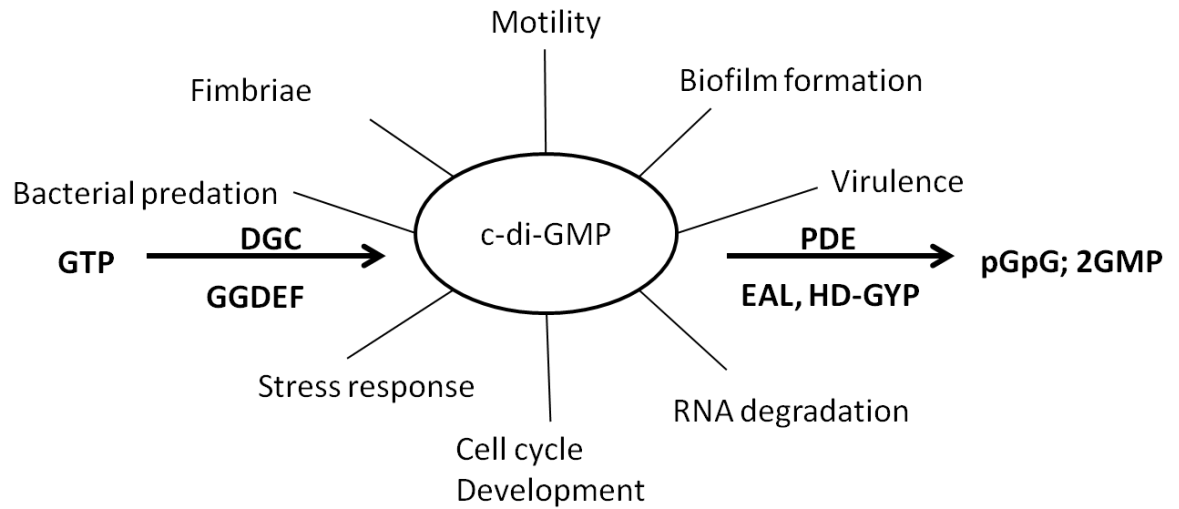 Motility
Fimbriae
Biofilm formation
Bacterial predation
Virulence
c-di-GMP
GTP
DGC
GGDEF
PDE
EAL, HD-GYP
pGpG; 2GMP
Stress response
RNA degradation
Cell cycle
Development